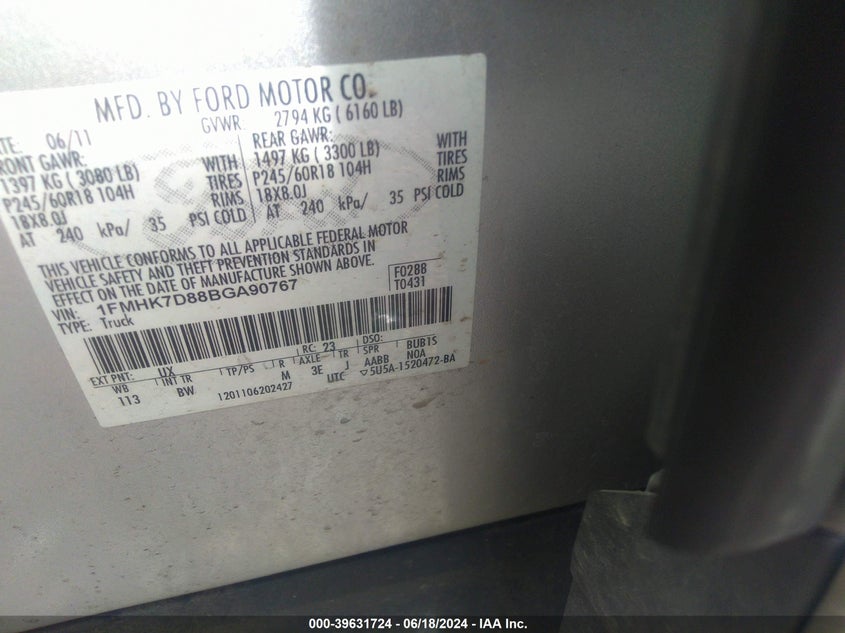 MFD. BY FORD MOTOR CO.
ATE: 06/11 GVWR: 2794 KG ( 6160 LB)
RONT GAWR: REAR GAWR:
1397 KG ( 3080 LB) WITH 1497 KG ( 3300 LB) WITH
P245/60R18 104H TIRES P245/60R18 104H TIRES
18X8.0J RIMS 18X8.0J RIMS
AT 240 kPa/ 35 PSI COLD AT 240 kPa/ 35 PSI COLD
THIS VEHICLE CONFORMS TO ALL APPLICABLE FEDERAL MOTOR
VEHICLE SAFETY AND THEFT PREVENTION STANDARDS IN
EFFECT ON THE DATE OF MANUFACTURE SHOWN ABOVE.
VIN: 1FMHK7D88BGA90767 F0288
TYPE: Truck T0431
RC: 23 DSO:
EXT PNT: UX BUB1S
WB INT TR TP/PS R AXLE TR SPR NOA
113 BW M 3E J AABB
1201106202427 UTC ▽5U5A-1520472-BA
Ford
000-39631724 - 06/18/2024 - IAA Inc.